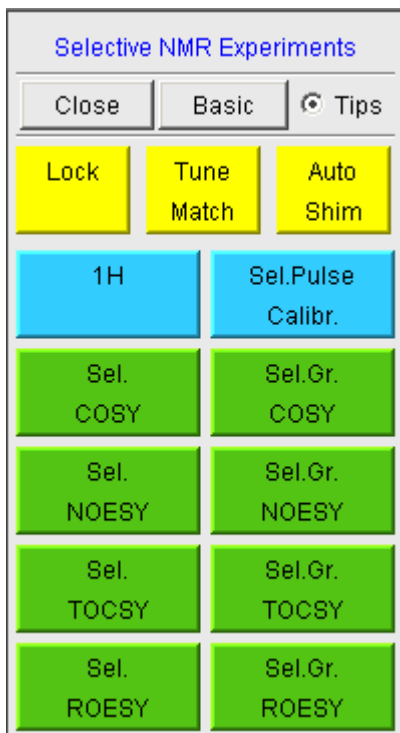 Selective NMR Experiments
Close Basic Tips
Lock Tune Auto
Match Shim
1H Sel.Pulse
Calibr.
Sel. Sel.Gr.
COSY COSY
Sel. Sel.Gr.
NOESY NOESY
Sel. Sel.Gr.
TOCSY TOCSY
Sel. Sel.Gr.
ROESY ROESY